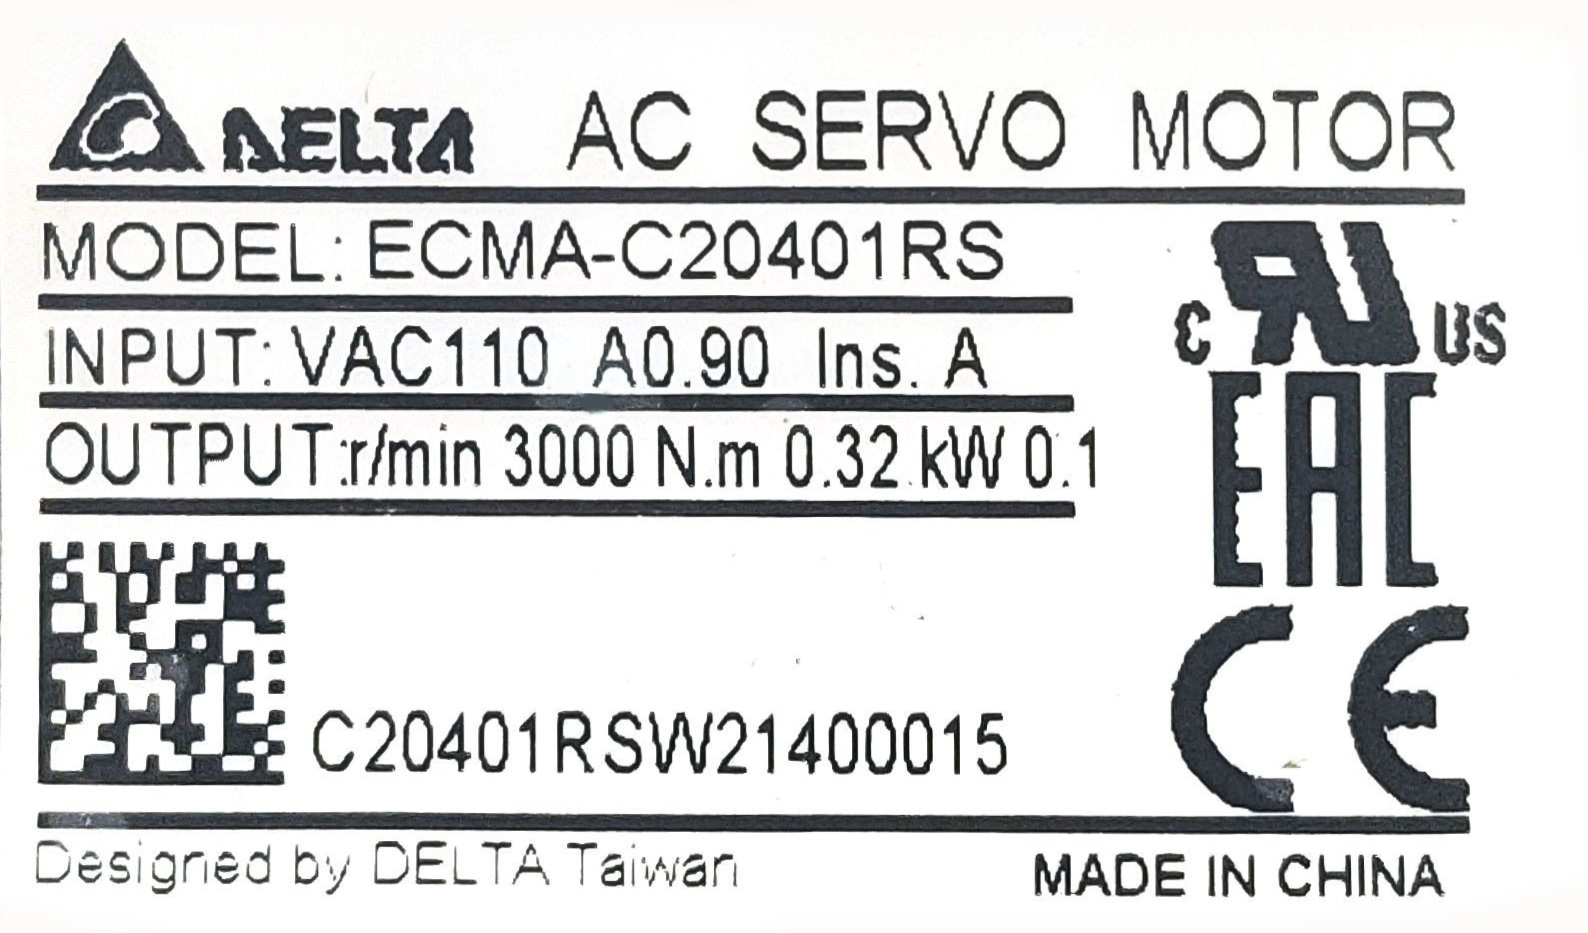 DELTA AC SERVO MOTOR
MODEL: ECMA-C20401RS
INPUT: VAC110 A0.90 Ins. A
OUTPUT:r/min 3000 N.m 0.32 kW 0.1
C RU US
EAC
CE
C20401RSW21400015
Designed by DELTA Taiwan
MADE IN CHINA